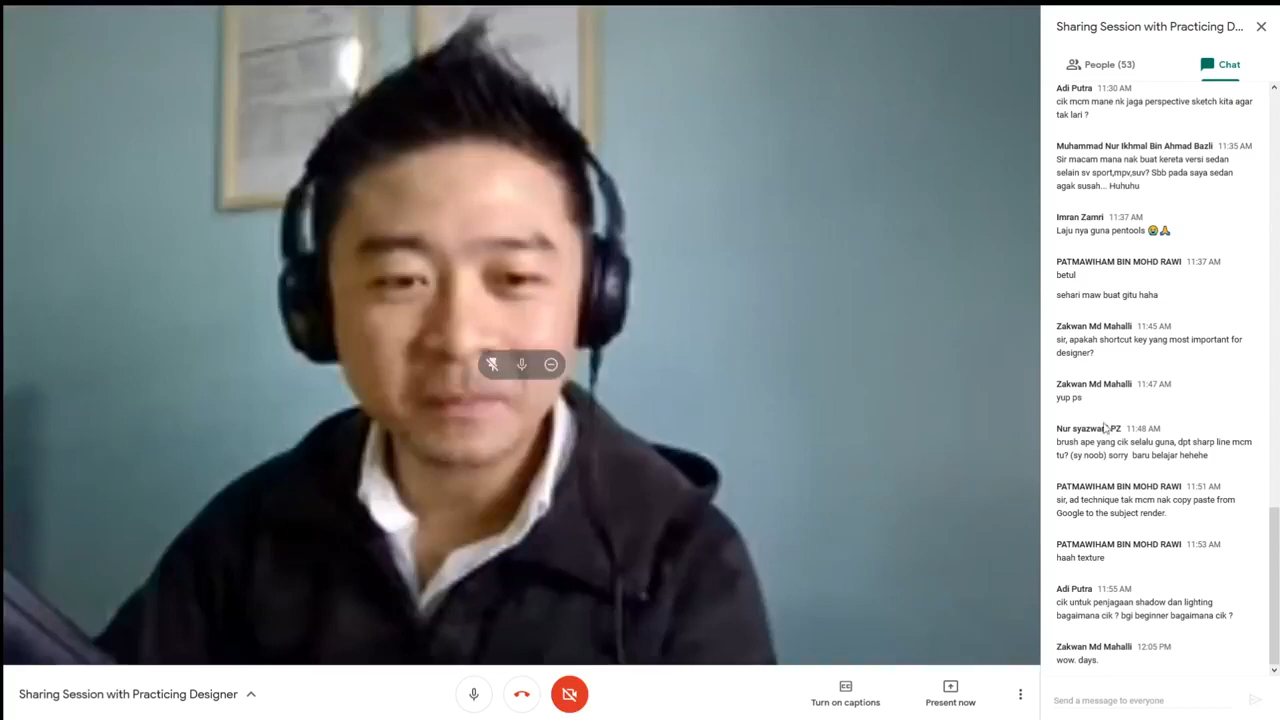 Sharing Session with Practicing D...
People (53)
Chat
Adi Putra 11:30 AM
cik mcm mane nk jaga perspective sketch kita agar
tak lari ?
Muhammad Nur Ikhmal Bin Ahmad Bazli 11:35 AM
Sir macam mana nak buat kereta versi sedan
selain sv sport,mpv,suv? Sbb pada saya sedan
agak susah... Huhuhu
Imran Zamri 11:37 AM
Laju nya guna pentools 😭🙏
PATMAWIHAM BIN MOHD RAWI 11:37 AM
betul
sehari maw buat gitu haha
Zakwan Md Mahalli 11:45 AM
sir, apakah shortcut key yang most important for
designer?
Zakwan Md Mahalli 11:47 AM
yup ps
Nur syazwan PZ 11:48 AM
brush ape yang cik selalu guna, dpt sharp line mcm
tu? (sy noob) sorry baru belajar hehehe
PATMAWIHAM BIN MOHD RAWI 11:51 AM
sir, ad technique tak mcm nak copy paste from
Google to the subject render.
PATMAWIHAM BIN MOHD RAWI 11:53 AM
haah texture
Adi Putra 11:55 AM
cik untuk penjagaan shadow dan lighting
bagaimana cik ? bgi beginner bagaimana cik ?
Zakwan Md Mahalli 12:05 PM
wow. days.
Send a message to everyone
Sharing Session with Practicing Designer
CC
Turn on captions
Present now